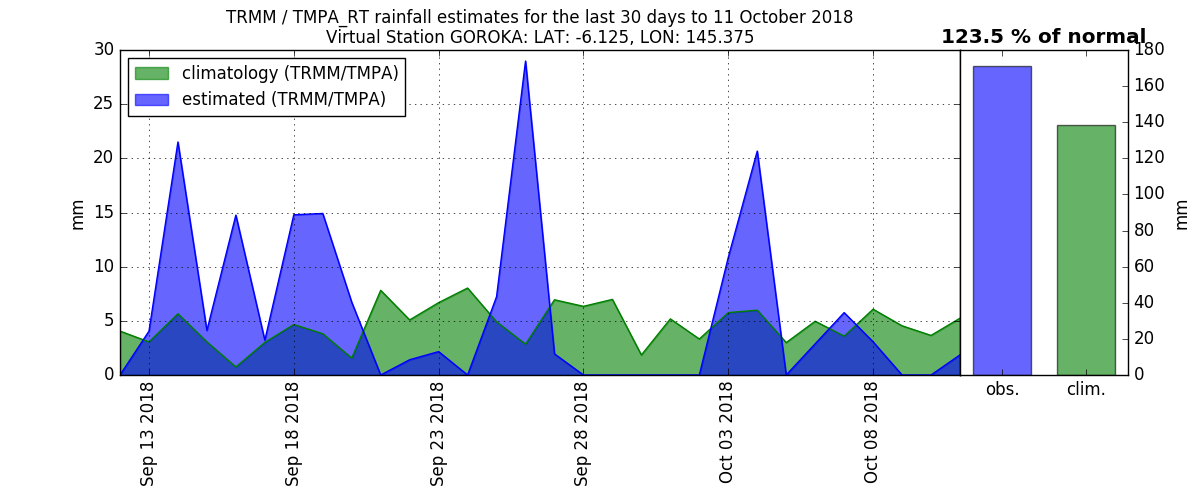 TRMM / TMPA_RT rainfall estimates for the last 30 days to 11 October 2018
Virtual Station GOROKA: LAT: -6.125, LON: 145.375
123.5 % of normal
climatology (TRMM/TMPA)
estimated (TRMM/TMPA)
30
25
20
15
10
5
0
mm
Sep 13 2018
Sep 18 2018
Sep 23 2018
Sep 28 2018
Oct 03 2018
Oct 08 2018
180
160
140
120
100
80
60
40
20
0
mm
obs.
clim.